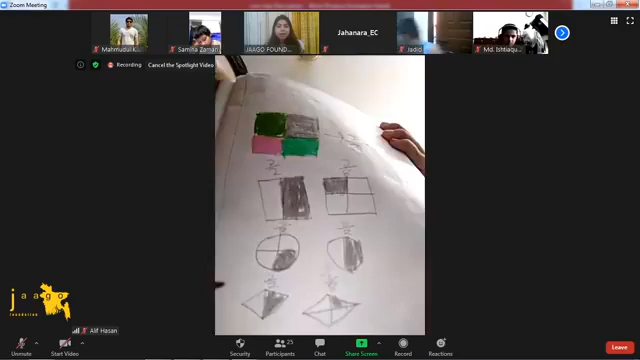 Zoom Meeting
Mahmudul K...
Samina Zaman
JAAGO FOUND...
Jahanara_EC
Jadid
Md. Ishtiaqu...
Recording
Cancel the Spotlight Video
jaago
foundation
Alif Hasan
Unmute
Start Video
Security
25
Participants
Chat
Share Screen
Record
Reactions
Leave